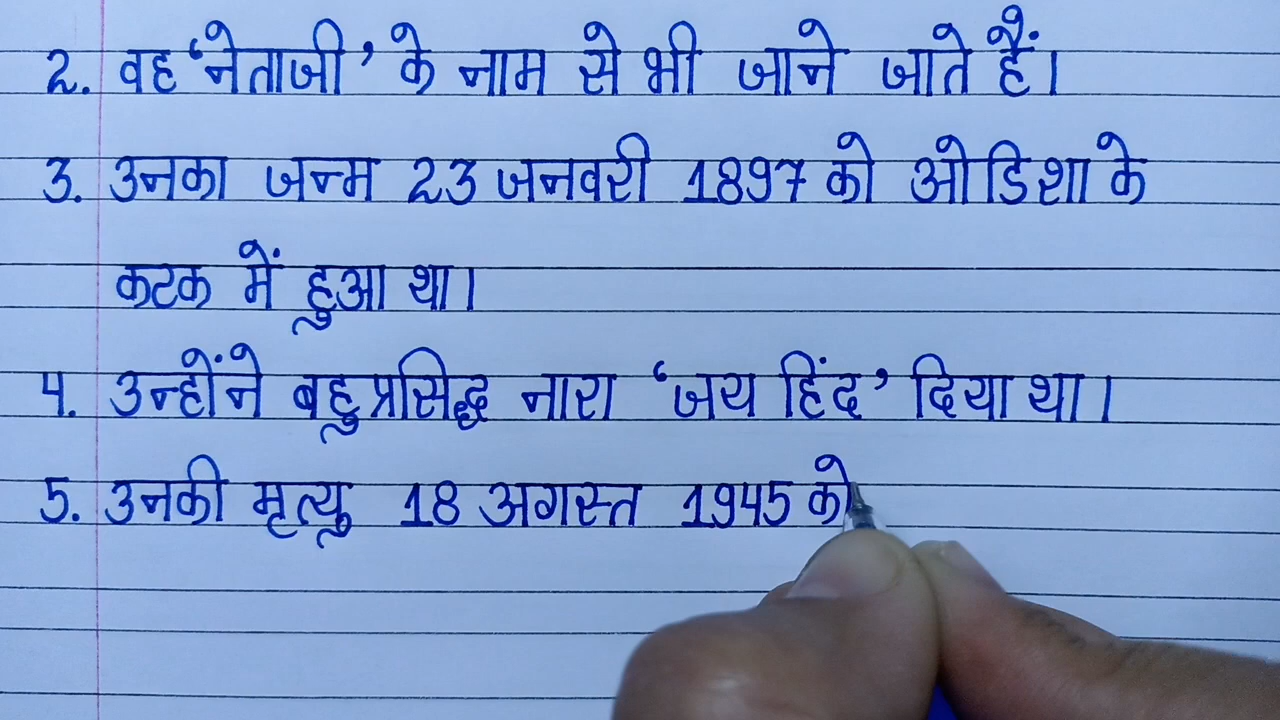 2. वह ‘नेताजी’ के नाम से भी जाने जाते हैं।
3. उनका जन्म 23 जनवरी 1897 को ओडिशा के
कटक में हुआ था।
4. उन्होंने बहुप्रसिद्ध नारा ‘जय हिंद’ दिया था।
5. उनकी मृत्यु 18 अगस्त 1945 को